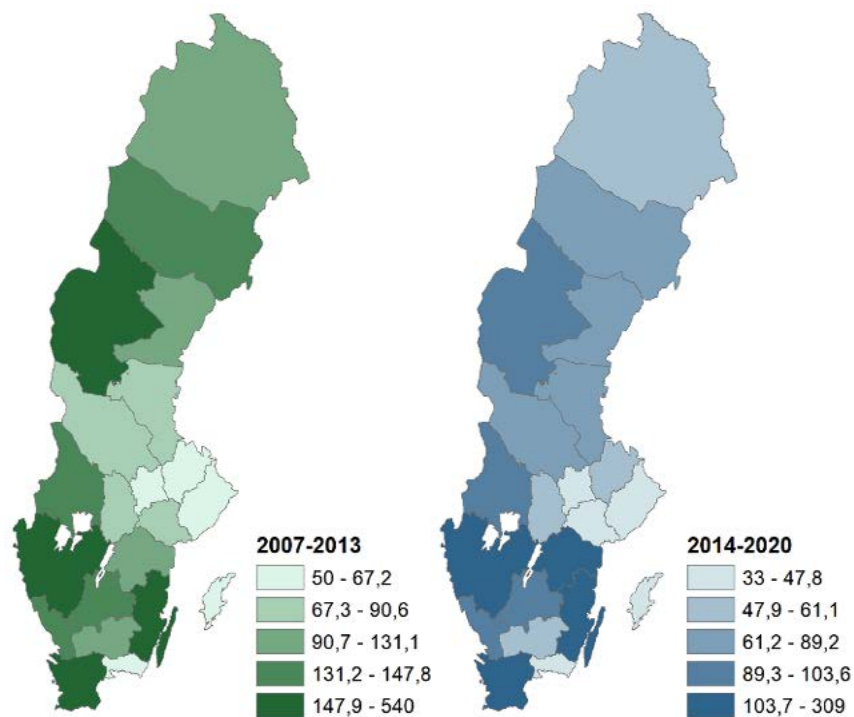 2007-2013
50 - 67,2
67,3 - 90,6
90,7 - 131,1
131,2 - 147,8
147,9 - 540
2014-2020
33 - 47,8
47,9 - 61,1
61,2 - 89,2
89,3 - 103,6
103,7 - 309